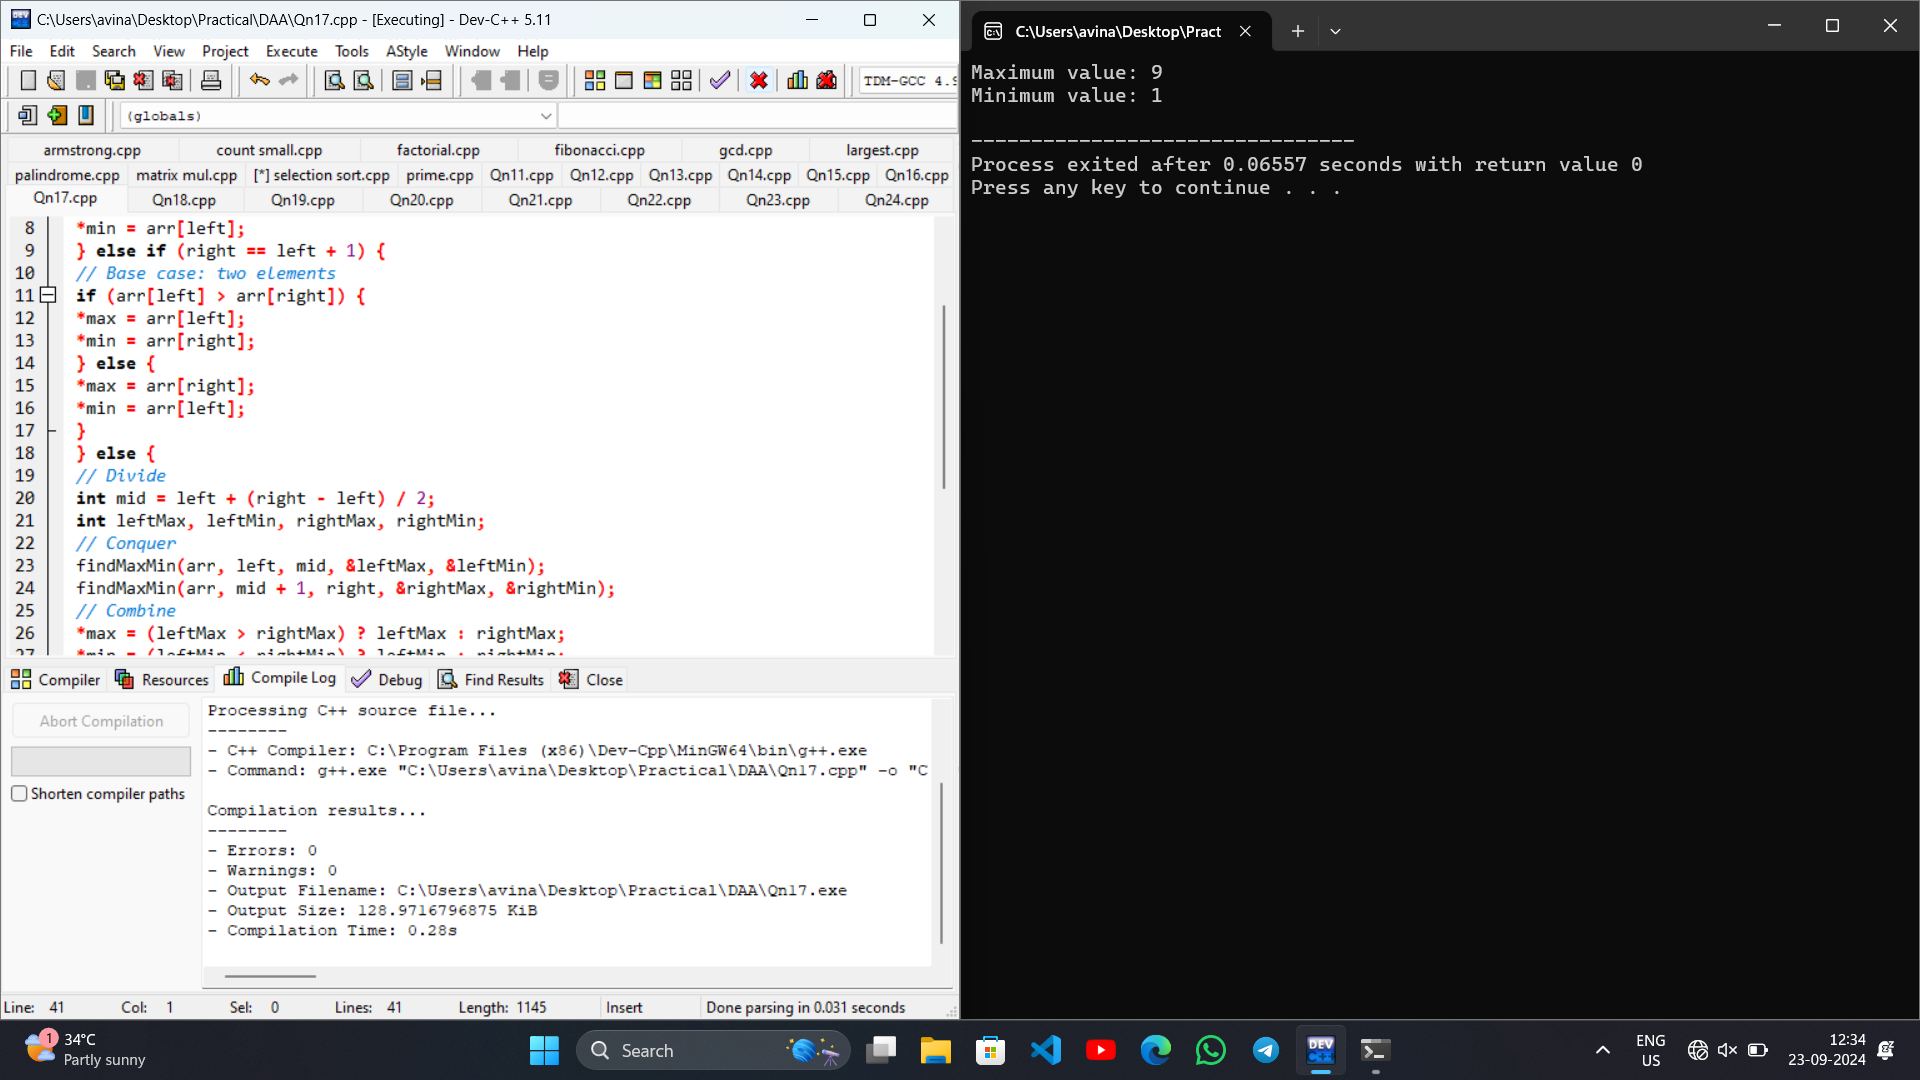 C:\Users\avina\Desktop\Practical\DAA\Qn17.cpp - [Executing] - Dev-C++ 5.11
File Edit Search View Project Execute Tools AStyle Window Help
TDM-GCC 4.9
(globals)
armstrong.cpp count small.cpp factorial.cpp fibonacci.cpp gcd.cpp largest.cpp
palindrome.cpp matrix mul.cpp [*] selection sort.cpp prime.cpp Qn11.cpp Qn12.cpp Qn13.cpp Qn14.cpp Qn15.cpp Qn16.cpp
Qn17.cpp Qn18.cpp Qn19.cpp Qn20.cpp Qn21.cpp Qn22.cpp Qn23.cpp Qn24.cpp
8 *min = arr[left];
9 } else if (right == left + 1) {
10 // Base case: two elements
11 if (arr[left] > arr[right]) {
12 *max = arr[left];
13 *min = arr[right];
14 } else {
15 *max = arr[right];
16 *min = arr[left];
17 }
18 } else {
19 // Divide
20 int mid = left + (right - left) / 2;
21 int leftMax, leftMin, rightMax, rightMin;
22 // Conquer
23 findMaxMin(arr, left, mid, &leftMax, &leftMin);
24 findMaxMin(arr, mid + 1, right, &rightMax, &rightMin);
25 // Combine
26 *max = (leftMax > rightMax) ? leftMax : rightMax;
27 *min = (leftMin < rightMin) ? leftMin : rightMin;
Compiler Resources Compile Log Debug Find Results Close
Abort Compilation
Shorten compiler paths
Processing C++ source file...
--------
- C++ Compiler: C:\Program Files (x86)\Dev-Cpp\MinGW64\bin\g++.exe
- Command: g++.exe "C:\Users\avina\Desktop\Practical\DAA\Qn17.cpp" -o "C
Compilation results...
--------
- Errors: 0
- Warnings: 0
- Output Filename: C:\Users\avina\Desktop\Practical\DAA\Qn17.exe
- Output Size: 128.9716796875 KiB
- Compilation Time: 0.28s
Line: 41 Col: 1 Sel: 0 Lines: 41 Length: 1145 Insert Done parsing in 0.031 seconds
C:\Users\avina\Desktop\Pract
Maximum value: 9
Minimum value: 1
--------------------------------
Process exited after 0.06557 seconds with return value 0
Press any key to continue . . .
1
34°C
Partly sunny
Search
DEV
C++
ENG
US
12:34
23-09-2024